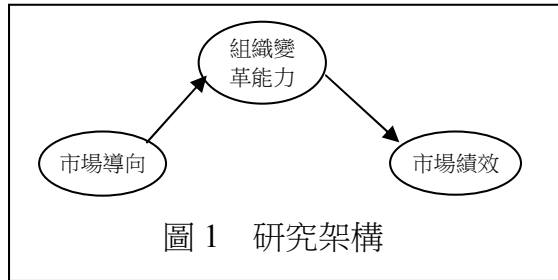 組織變
革能力
市場導向
市場績效
圖 1 研究架構